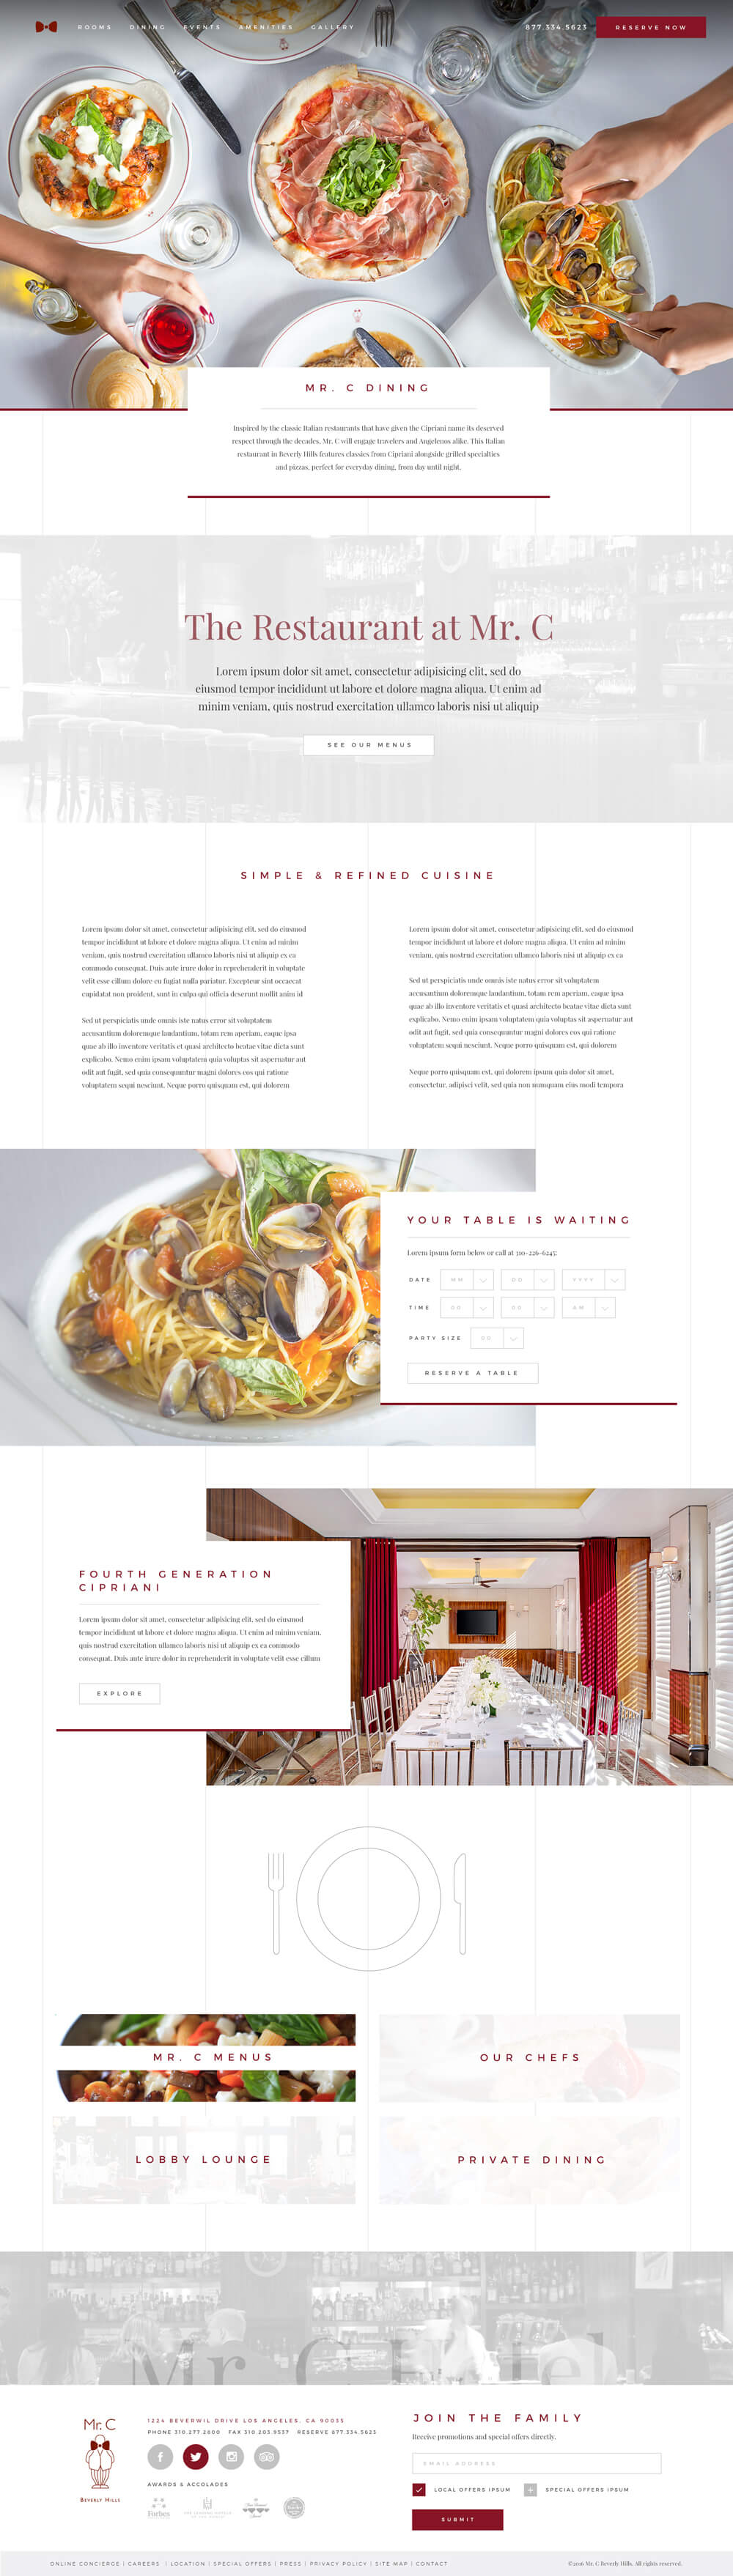 ROOMS DINING EVENTS AMENITIES GALLERY 877.334.5623 RESERVE NOW
MR. C DINING
Inspired by the classic Italian restaurants that have given the Cipriani name its deserved
respect through the decades, Mr. C will engage travelers and Angelenos alike. This Italian
restaurant in Beverly Hills features classics from Cipriani alongside grilled specialties
and pizzas, perfect for everyday dining, from day until night.
The Restaurant at Mr. C
Lorem ipsum dolor sit amet, consectetur adipisicing elit, sed do
eiusmod tempor incididunt ut labore et dolore magna aliqua. Ut enim ad
minim veniam, quis nostrud exercitation ullamco laboris nisi ut aliquip
SEE OUR MENUS
SIMPLE & REFINED CUISINE
Lorem ipsum dolor sit amet, consectetur adipisicing elit, sed do eiusmod
tempor incididunt ut labore et dolore magna aliqua. Ut enim ad minim
veniam, quis nostrud exercitation ullamco laboris nisi ut aliquip ex ea
commodo consequat. Duis aute irure dolor in reprehenderit in voluptate
velit esse cillum dolore eu fugiat nulla pariatur. Excepteur sint occaecat
cupidatat non proident, sunt in culpa qui officia deserunt mollit anim id
Sed ut perspiciatis unde omnis iste natus error sit voluptatem
accusantium doloremque laudantium, totam rem aperiam, eaque ipsa
quae ab illo inventore veritatis et quasi architecto beatae vitae dicta sunt
explicabo. Nemo enim ipsam voluptatem quia voluptas sit aspernatur aut
odit aut fugit, sed quia consequuntur magni dolores eos qui ratione
voluptatem sequi nesciunt. Neque porro quisquam est, qui dolorem
Lorem ipsum dolor sit amet, consectetur adipisicing elit, sed do eiusmod
tempor incididunt ut labore et dolore magna aliqua. Ut enim ad minim
veniam, quis nostrud exercitation ullamco laboris nisi ut aliquip ex ea
Sed ut perspiciatis unde omnis iste natus error sit voluptatem
accusantium doloremque laudantium, totam rem aperiam, eaque ipsa
quae ab illo inventore veritatis et quasi architecto beatae vitae dicta sunt
explicabo. Nemo enim ipsam voluptatem quia voluptas sit aspernatur aut
odit aut fugit, sed quia consequuntur magni dolores eos qui ratione
voluptatem sequi nesciunt. Neque porro quisquam est, qui dolorem
Neque porro quisquam est, qui dolorem ipsum quia dolor sit amet,
consectetur, adipisci velit, sed quia non numquam eius modi tempora
YOUR TABLE IS WAITING
Lorem ipsum form below or call at 310-226-6245:
DATE MM DD YYYY
TIME 00 00 AM
PARTY SIZE 00
RESERVE A TABLE
FOURTH GENERATION
CIPRIANI
Lorem ipsum dolor sit amet, consectetur adipisicing elit, sed do eiusmod
tempor incididunt ut labore et dolore magna aliqua. Ut enim ad minim veniam,
quis nostrud exercitation ullamco laboris nisi ut aliquip ex ea commodo
consequat. Duis aute irure dolor in reprehenderit in voluptate velit esse cillum
EXPLORE
MR. C MENUS
OUR CHEFS
LOBBY LOUNGE
PRIVATE DINING
Mr. C Hotel
Mr. C
BEVERLY HILLS
1224 BEVERWIL DRIVE LOS ANGELES, CA 90035
PHONE 310.277.2800 FAX 310.203.9537 RESERVE 877.334.5623
AWARDS & ACCOLADES
Forbes
JOIN THE FAMILY
Receive promotions and special offers directly.
EMAIL ADDRESS
LOCAL OFFERS IPSUM SPECIAL OFFERS IPSUM
SUBMIT
ONLINE CONCIERGE | CAREERS | LOCATION | SPECIAL OFFERS | PRESS | PRIVACY POLICY | SITE MAP | CONTACT
©2016 Mr. C Beverly Hills. All rights reserved.